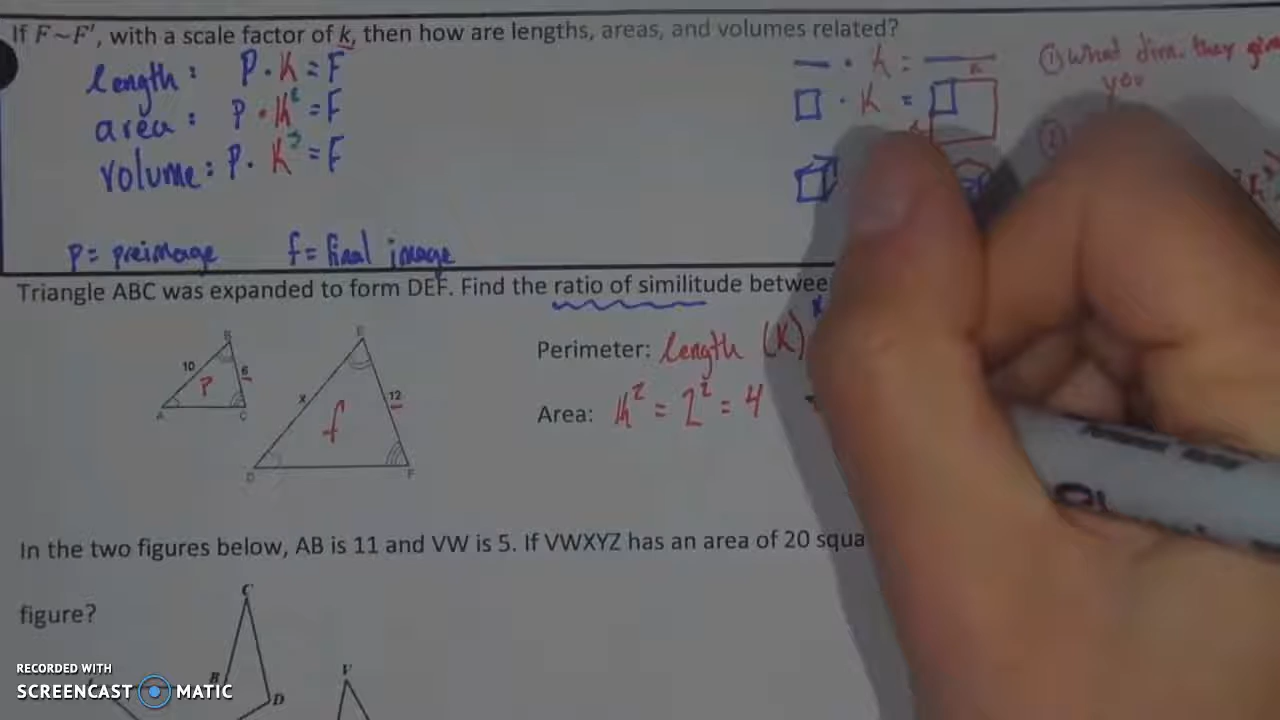 If F~F′, with a scale factor of k, then how are lengths, areas, and volumes related?
length: P · K = F
area: P · K² = F
volume: P · K³ = F
· k =
· K =
① What dim. they
you
②
P = preimage f = final image
Triangle ABC was expanded to form DEF. Find the ratio of similitude
B
10
6
P
A
C
E
x
12
f
D
F
Perimeter: length (K)
Area: K² = 2² = 4
In the two figures below, AB is 11 and VW is 5. If VWXYZ has an area of 20
figure?
C
B
D
V
RECORDED WITH
SCREENCAST MATIC